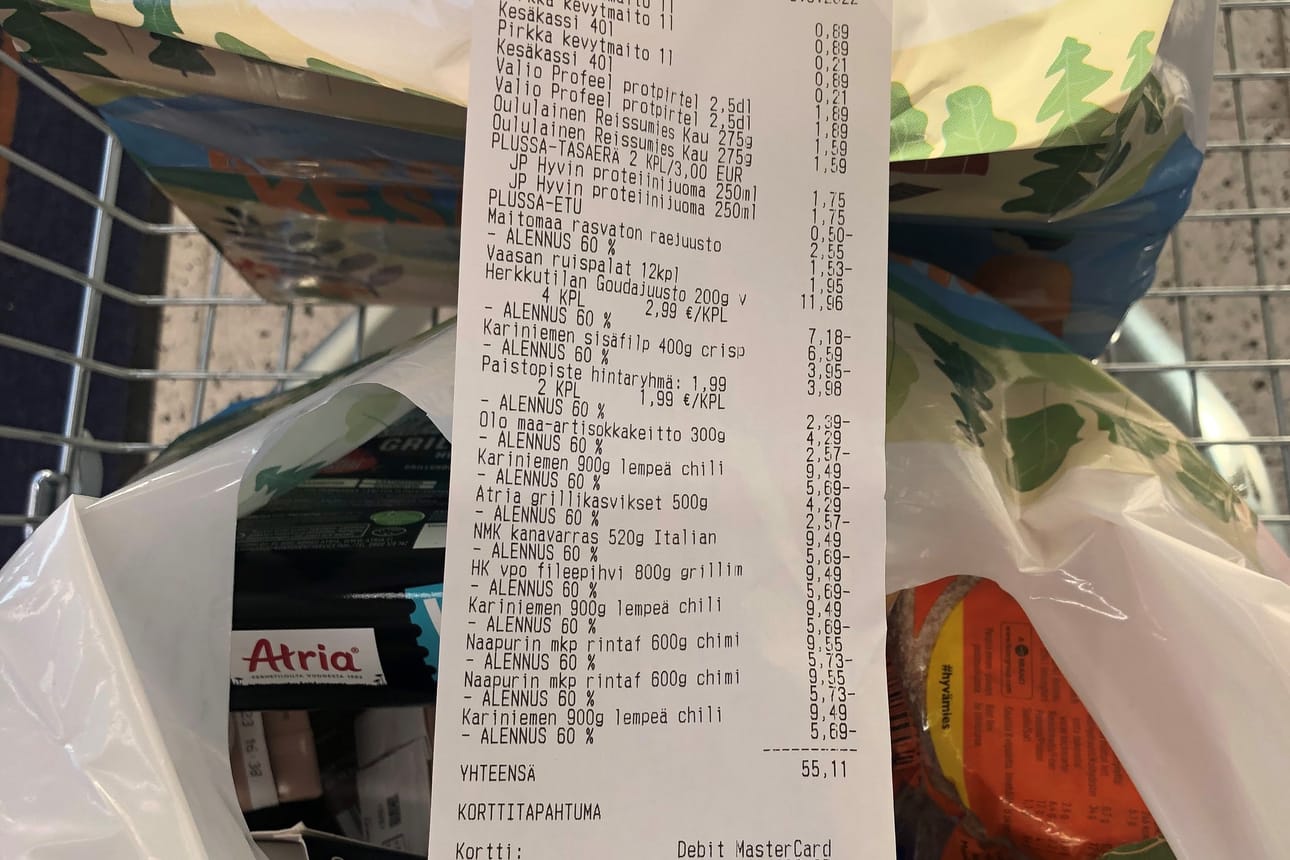 kevytmaito 1l 0,89
Kesäkassi 40l 0,21
Pirkka kevytmaito 1l 0,89
Kesäkassi 40l 0,21
Valio Profeel protpirtel 2,5dl 1,89
Valio Profeel protpirtel 2,5dl 1,89
Oululainen Reissumies Kau 275g 1,59
Oululainen Reissumies Kau 275g 1,59
PLUSSA-TASAERÄ 2 KPL/3,00 EUR
JP Hyvin proteiinijuoma 250ml 1,75
JP Hyvin proteiinijuoma 250ml 1,75
PLUSSA-ETU 0,50-
Maitomaa rasvaton raejuusto 2,55
- ALENNUS 60 % 1,53-
Vaasan ruispalat 12kpl 1,95
Herkkutilan Goudajuusto 200g v 11,96
4 KPL 2,99 €/KPL
- ALENNUS 60 % 7,18-
Kariniemen sisäfilp 400g crisp 6,59
- ALENNUS 60 % 3,95-
Paistopiste hintaryhmä: 1,99 3,98
2 KPL 1,99 €/KPL
- ALENNUS 60 % 2,39-
Olo maa-artisokkakeitto 300g 4,29
- ALENNUS 60 % 2,57-
Kariniemen 900g lempeä chili 9,49
- ALENNUS 60 % 5,69-
Atria grillikasvikset 500g 4,29
- ALENNUS 60 % 2,57-
NMK kanavarras 520g Italian 9,49
- ALENNUS 60 % 5,69-
HK vpo fileepihvi 800g grillim 9,49
- ALENNUS 60 % 5,69-
Kariniemen 900g lempeä chili 9,49
- ALENNUS 60 % 5,69-
Naapurin mkp rintaf 600g chimi 9,55
- ALENNUS 60 % 5,73-
Naapurin mkp rintaf 600g chimi 9,55
- ALENNUS 60 % 5,73-
Kariniemen 900g lempeä chili 9,49
- ALENNUS 60 % 5,69-
YHTEENSÄ 55,11
KORTTITAPAHTUMA
Kortti: Debit MasterCard
Atria
#hyvämies